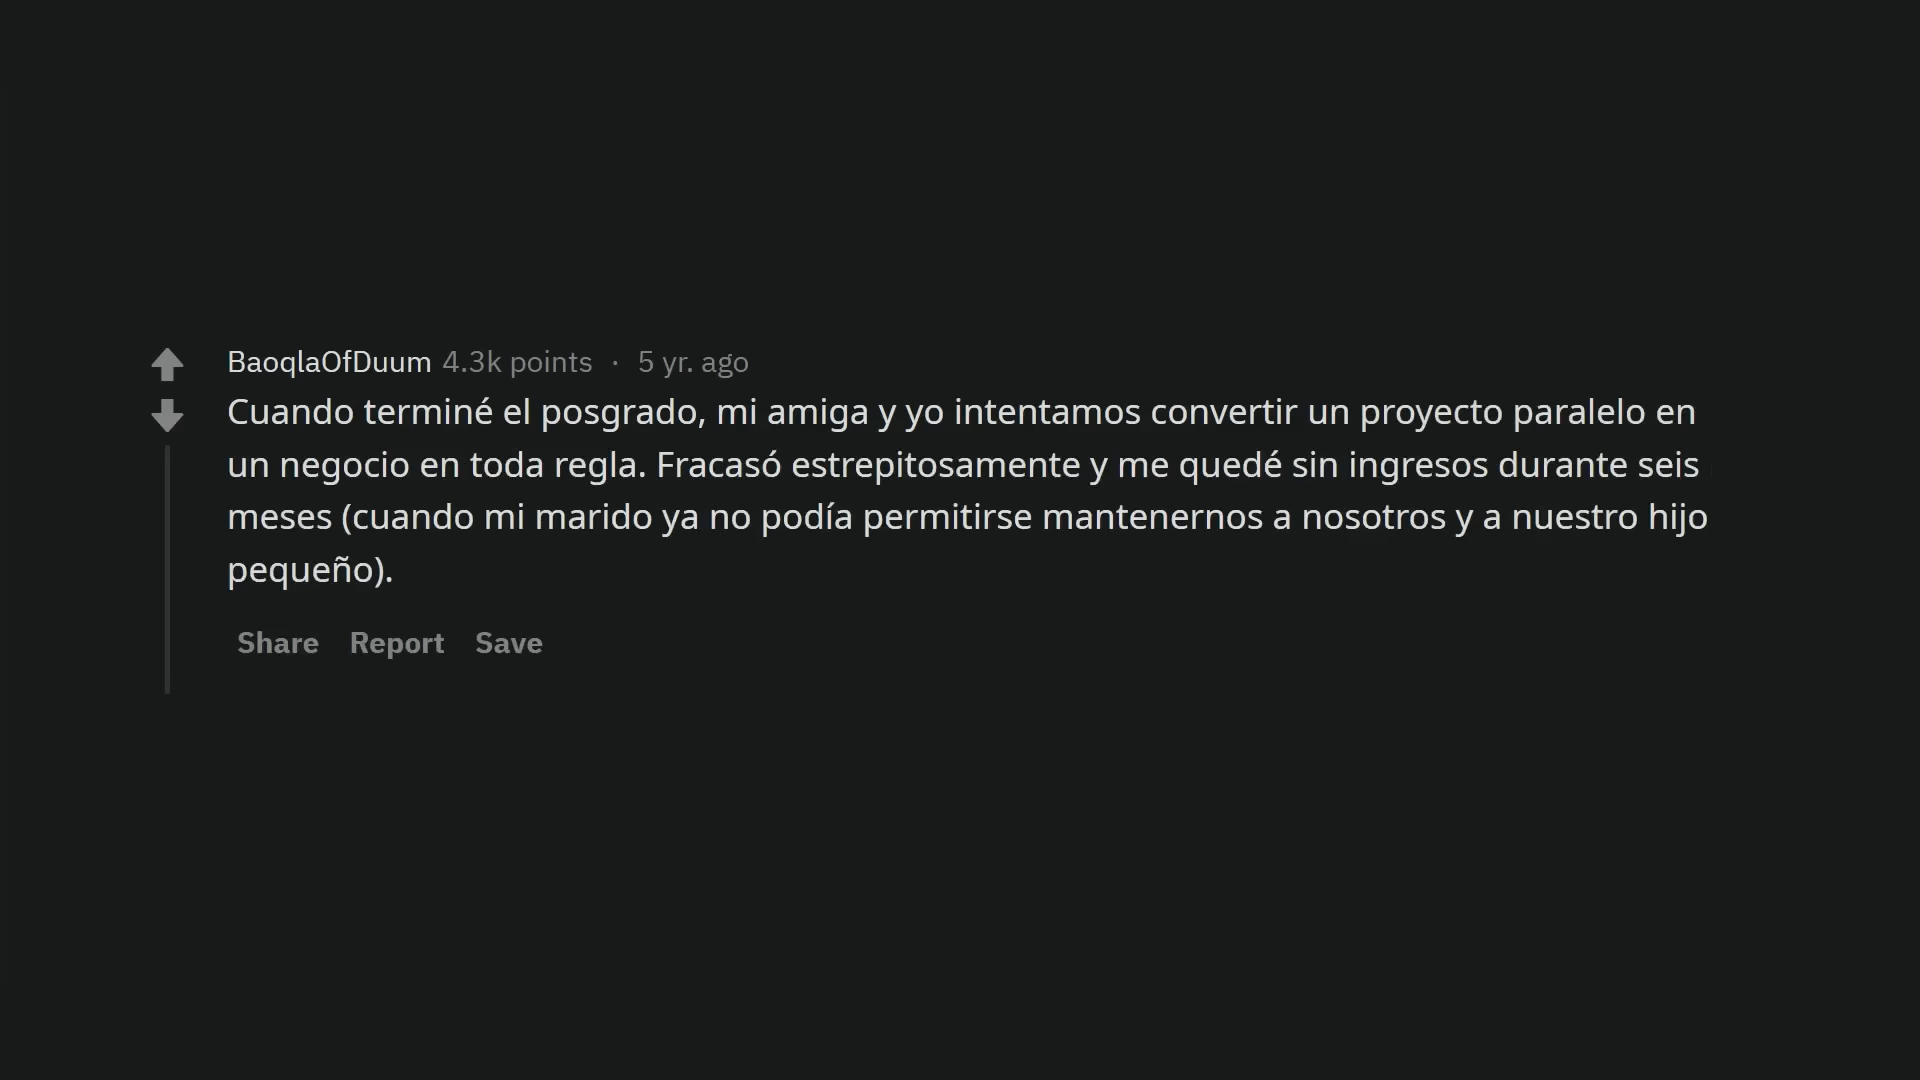 BaoqlaOfDuum 4.3k points · 5 yr. ago
Cuando terminé el posgrado, mi amiga y yo intentamos convertir un proyecto paralelo en
un negocio en toda regla. Fracasó estrepitosamente y me quedé sin ingresos durante seis
meses (cuando mi marido ya no podía permitirse mantenernos a nosotros y a nuestro hijo
pequeño).
Share Report Save